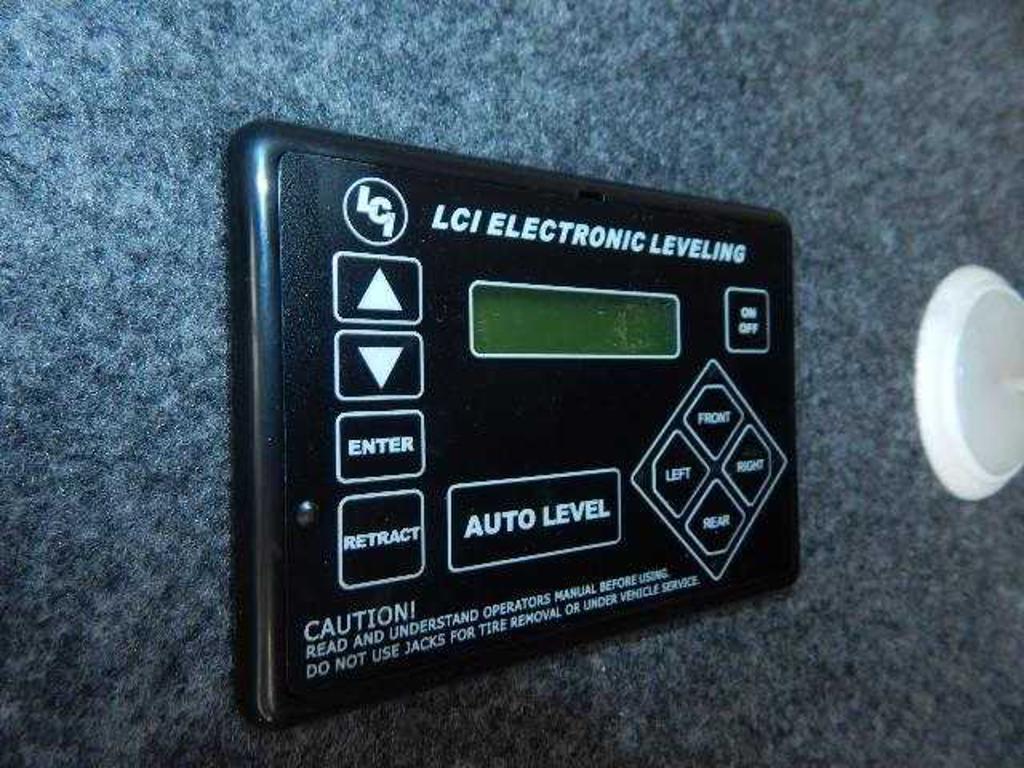 LCI
LCI ELECTRONIC LEVELING
ON
OFF
ENTER
RETRACT
AUTO LEVEL
FRONT
LEFT
RIGHT
REAR
CAUTION!
READ AND UNDERSTAND OPERATORS MANUAL BEFORE USING.
DO NOT USE JACKS FOR TIRE REMOVAL OR UNDER VEHICLE SERVICE.